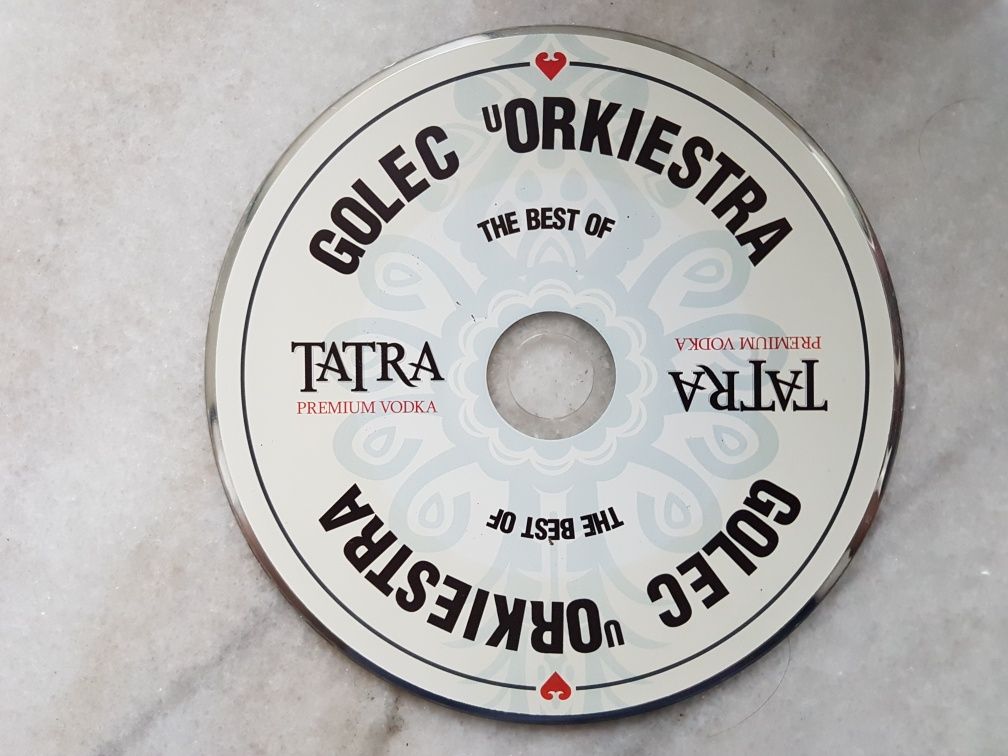 GOLEC uORKIESTRA
THE BEST OF
TATRA
PREMIUM VODKA
TATRA
PREMIUM VODKA
THE BEST OF
GOLEC uORKIESTRA